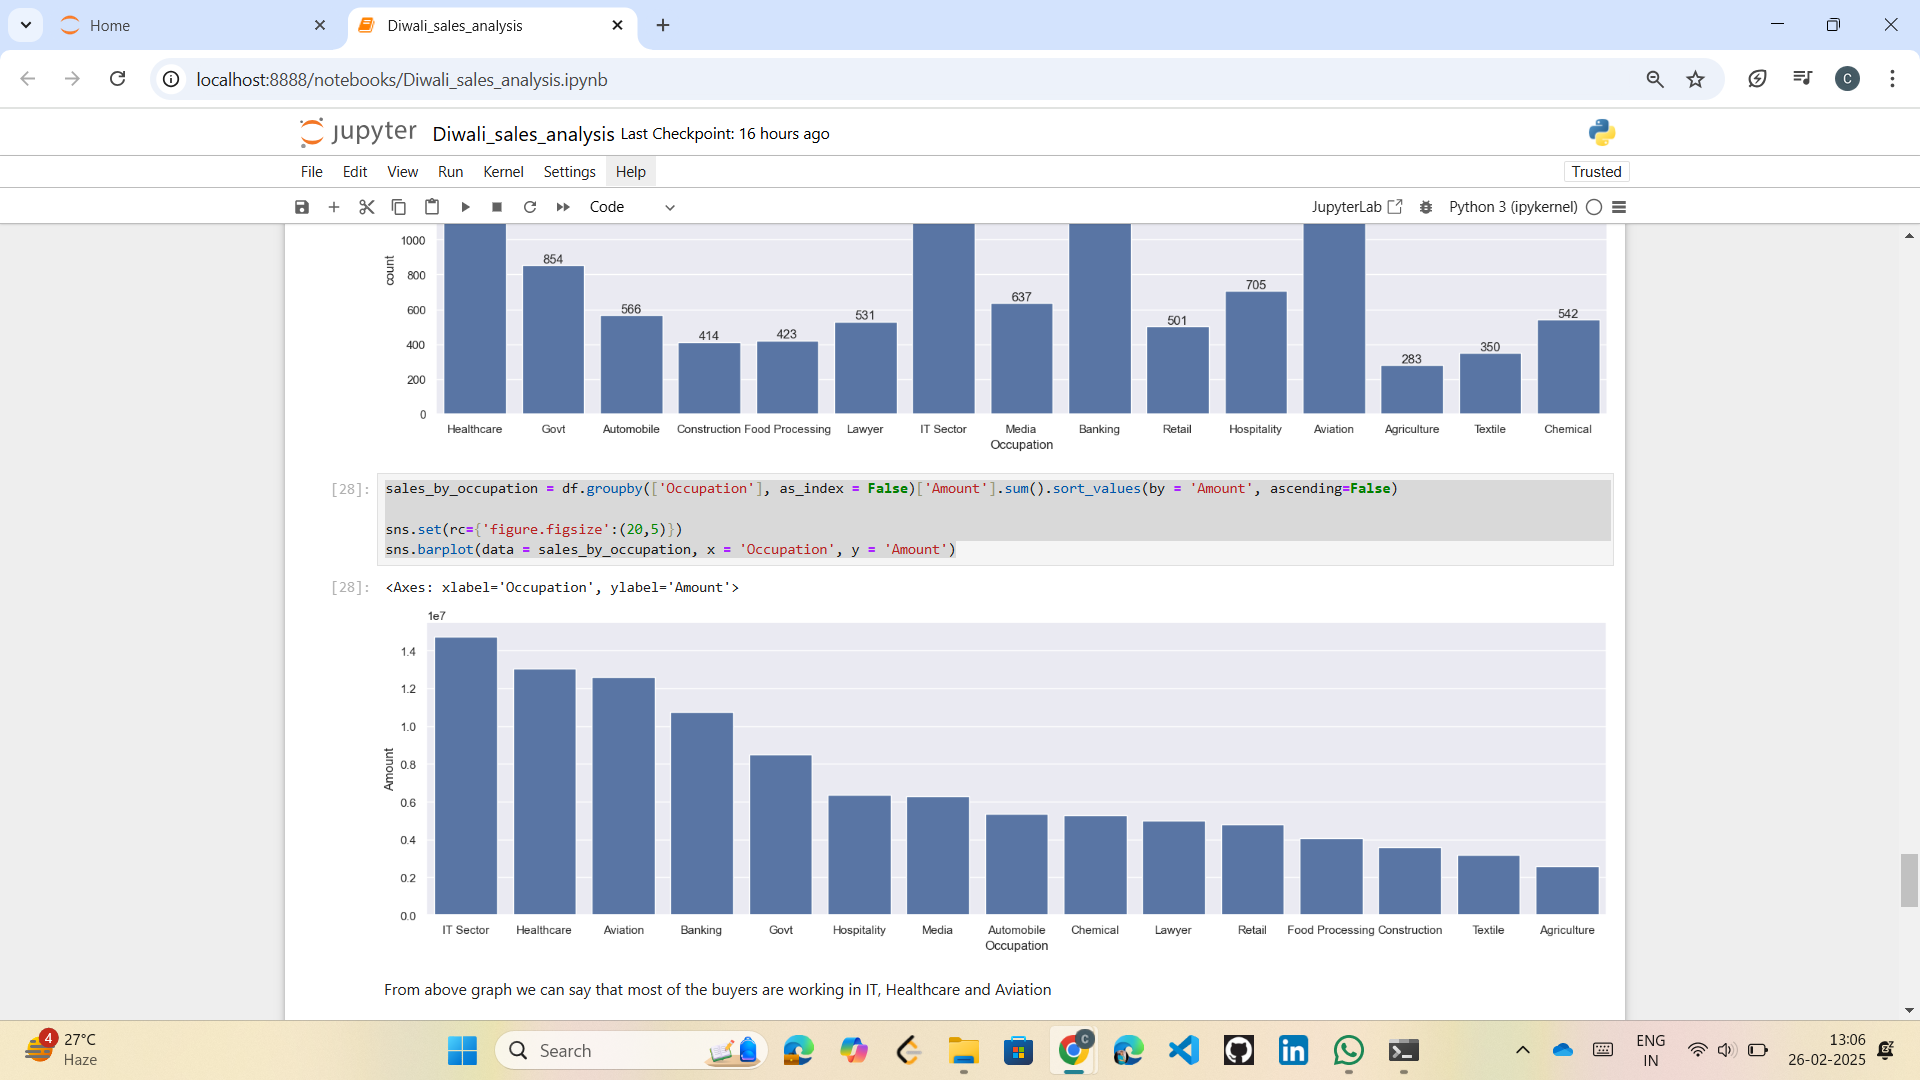 Home
Diwali_sales_analysis
localhost:8888/notebooks/Diwali_sales_analysis.ipynb
C
jupyter Diwali_sales_analysis Last Checkpoint: 16 hours ago
File Edit View Run Kernel Settings Help
Trusted
Code
JupyterLab
Python 3 (ipykernel)
count
1000
800
600
400
200
0
854
566
414
423
531
637
501
705
283
350
542
Healthcare Govt Automobile Construction Food Processing Lawyer IT Sector Media Banking Retail Hospitality Aviation Agriculture Textile Chemical
Occupation
[28]:
sales_by_occupation = df.groupby(['Occupation'], as_index = False)['Amount'].sum().sort_values(by = 'Amount', ascending=False)
sns.set(rc={'figure.figsize':(20,5)})
sns.barplot(data = sales_by_occupation, x = 'Occupation', y = 'Amount')
[28]: <Axes: xlabel='Occupation', ylabel='Amount'>
1e7
1.4
1.2
1.0
0.8
0.6
0.4
0.2
0.0
Amount
IT Sector Healthcare Aviation Banking Govt Hospitality Media Automobile Chemical Lawyer Retail Food Processing Construction Textile Agriculture
Occupation
From above graph we can say that most of the buyers are working in IT, Healthcare and Aviation
4
27°C
Haze
Search
C
ENG
IN
13:06
26-02-2025